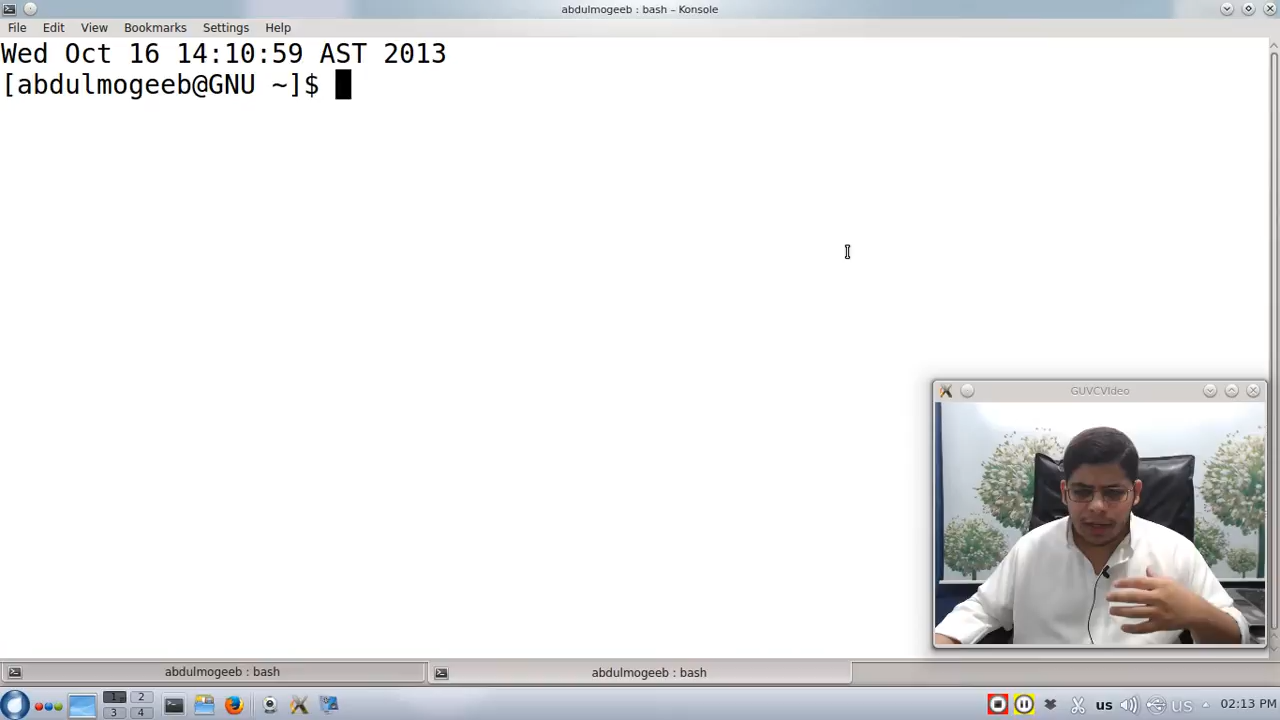 abdulmogeeb : bash – Konsole
File Edit View Bookmarks Settings Help
Wed Oct 16 14:10:59 AST 2013
[abdulmogeeb@GNU ~]$
GUVCVIdeo
abdulmogeeb : bash
abdulmogeeb : bash
1 2
3 4
us
US
02:13 PM